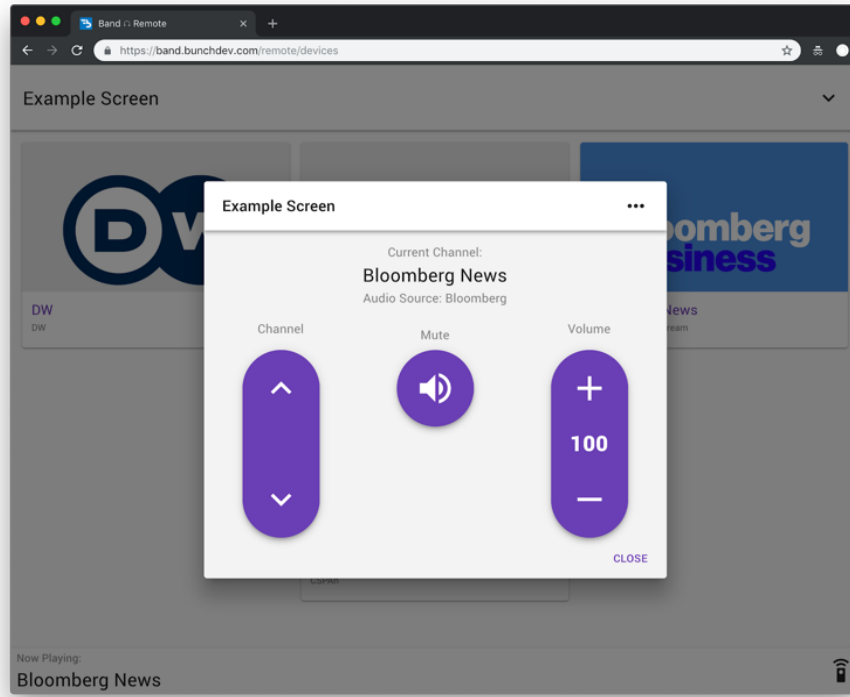 Band ∩ Remote
https://band.bunchdev.com/remote/devices
Example Screen
DW
DW
Example Screen
Current Channel:
Bloomberg News
Audio Source: Bloomberg
Channel
Mute
Volume
100
CLOSE
omberg
siness
News
ream
CSPAN
Now Playing:
Bloomberg News